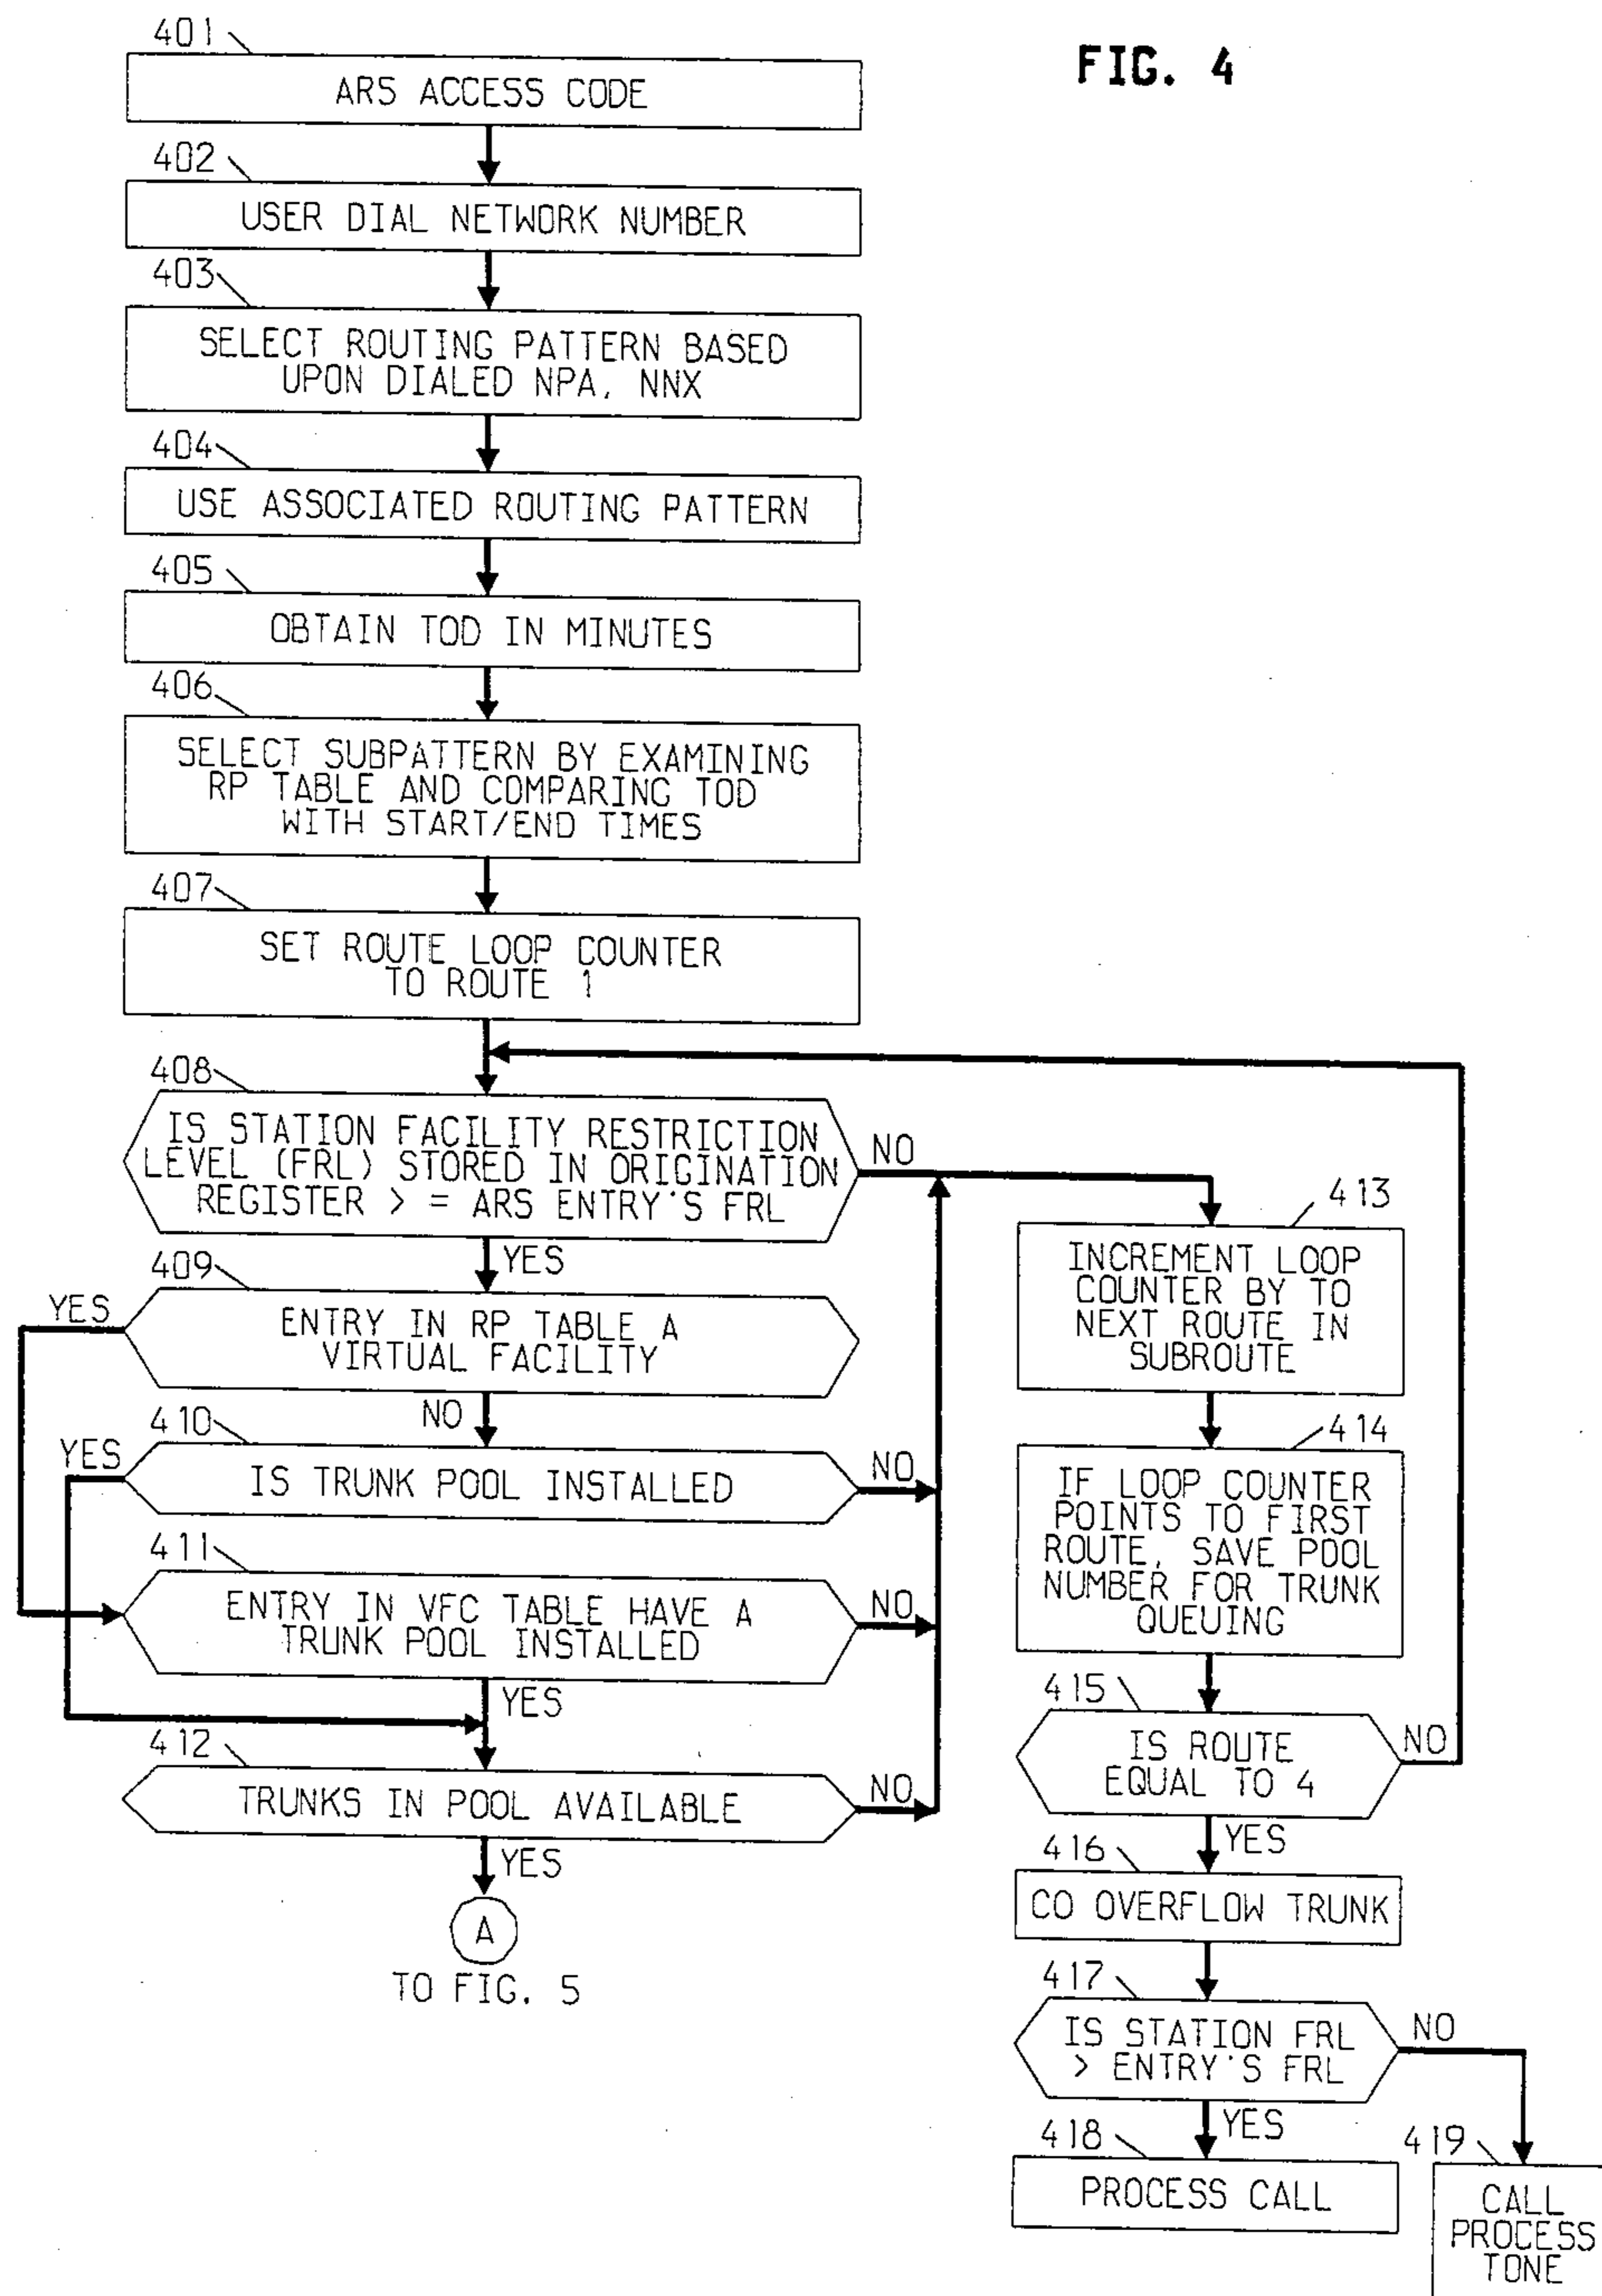 FIG. 4
401
ARS ACCESS CODE
402
USER DIAL NETWORK NUMBER
403
SELECT ROUTING PATTERN BASED
UPON DIALED NPA, NNX
404
USE ASSOCIATED ROUTING PATTERN
405
OBTAIN TOD IN MINUTES
406
SELECT SUBPATTERN BY EXAMINING
RP TABLE AND COMPARING TOD
WITH START/END TIMES
407
SET ROUTE LOOP COUNTER
TO ROUTE 1
408
IS STATION FACILITY RESTRICTION
LEVEL (FRL) STORED IN ORIGINATION
REGISTER > = ARS ENTRY'S FRL
NO
YES
409
YES
ENTRY IN RP TABLE A
VIRTUAL FACILITY
NO
410
YES
IS TRUNK POOL INSTALLED
NO
411
ENTRY IN VFC TABLE HAVE A
TRUNK POOL INSTALLED
NO
YES
412
TRUNKS IN POOL AVAILABLE
NO
YES
A
TO FIG. 5
413
INCREMENT LOOP
COUNTER BY TO
NEXT ROUTE IN
SUBROUTE
414
IF LOOP COUNTER
POINTS TO FIRST
ROUTE, SAVE POOL
NUMBER FOR TRUNK
QUEUING
415
IS ROUTE
EQUAL TO 4
NO
YES
416
CO OVERFLOW TRUNK
417
IS STATION FRL
> ENTRY'S FRL
NO
YES
418
PROCESS CALL
419
CALL
PROCESS
TONE